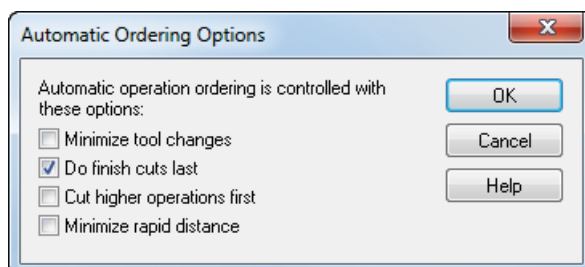 Automatic Ordering Options
Automatic operation ordering is controlled with
these options:
Minimize tool changes
Do finish cuts last
Cut higher operations first
Minimize rapid distance
OK
Cancel
Help